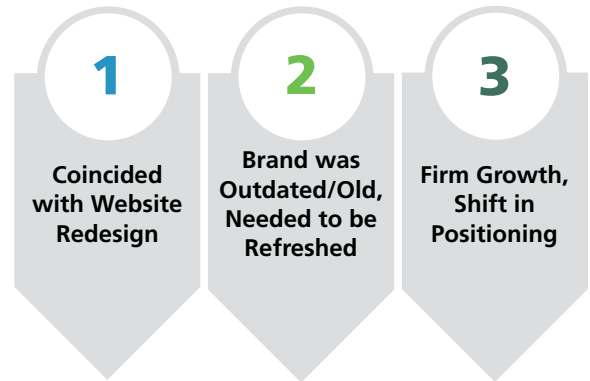 1
Coincided
with Website
Redesign
2
Brand was
Outdated/Old,
Needed to be
Refreshed
3
Firm Growth,
Shift in
Positioning